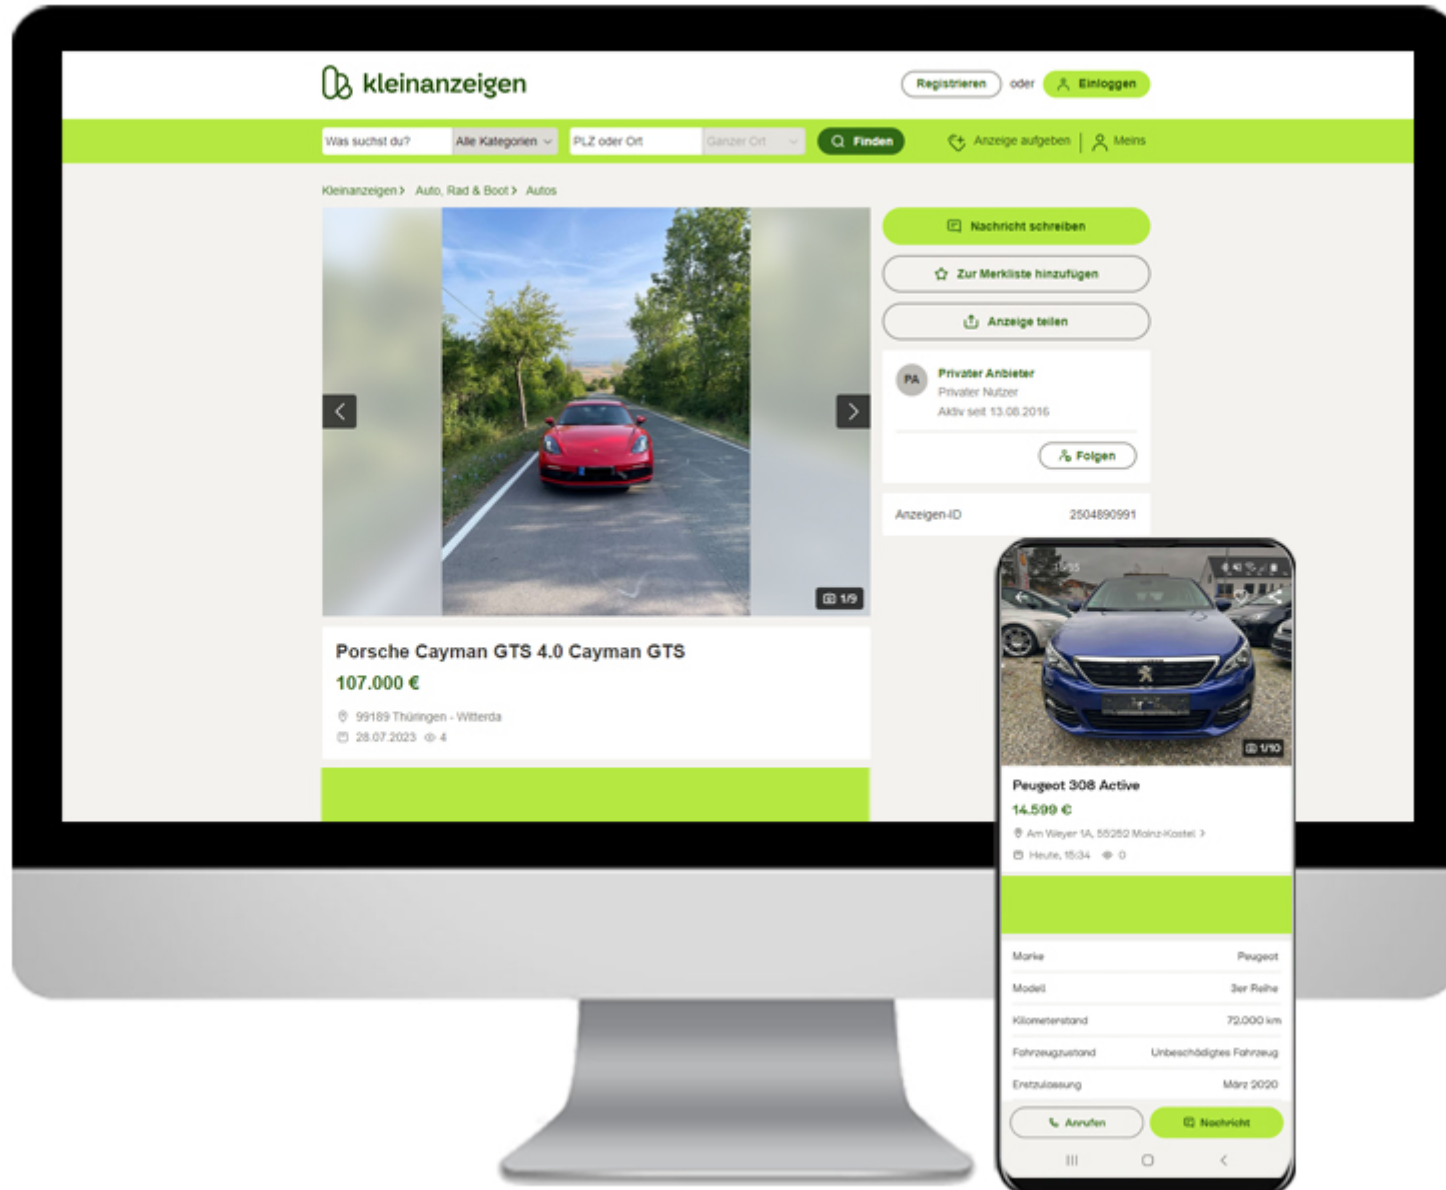 kleinanzeigen
Registrieren oder Einloggen
Was suchst du? Alle Kategorien PLZ oder Ort Ganzer Ort Finden Anzeige aufgeben Meins
Kleinanzeigen > Auto, Rad & Boot > Autos
Nachricht schreiben
Zur Merkliste hinzufügen
Anzeige teilen
PA Privater Anbieter
Privater Nutzer
Aktiv seit 13.08.2016
Folgen
Anzeigen-ID 2504890991
1/9
Porsche Cayman GTS 4.0 Cayman GTS
107.000 €
99189 Thüringen - Witterda
28.07.2023 4
1/10
Peugeot 308 Active
14.599 €
Am Weyer 1A, 55252 Mainz-Kastel >
Heute, 15:34 0
Marke Peugeot
Modell 3er Reihe
Kilometerstand 72.000 km
Fahrzeugzustand Unbeschädigtes Fahrzeug
Erstzulassung März 2020
Anrufen Nachricht